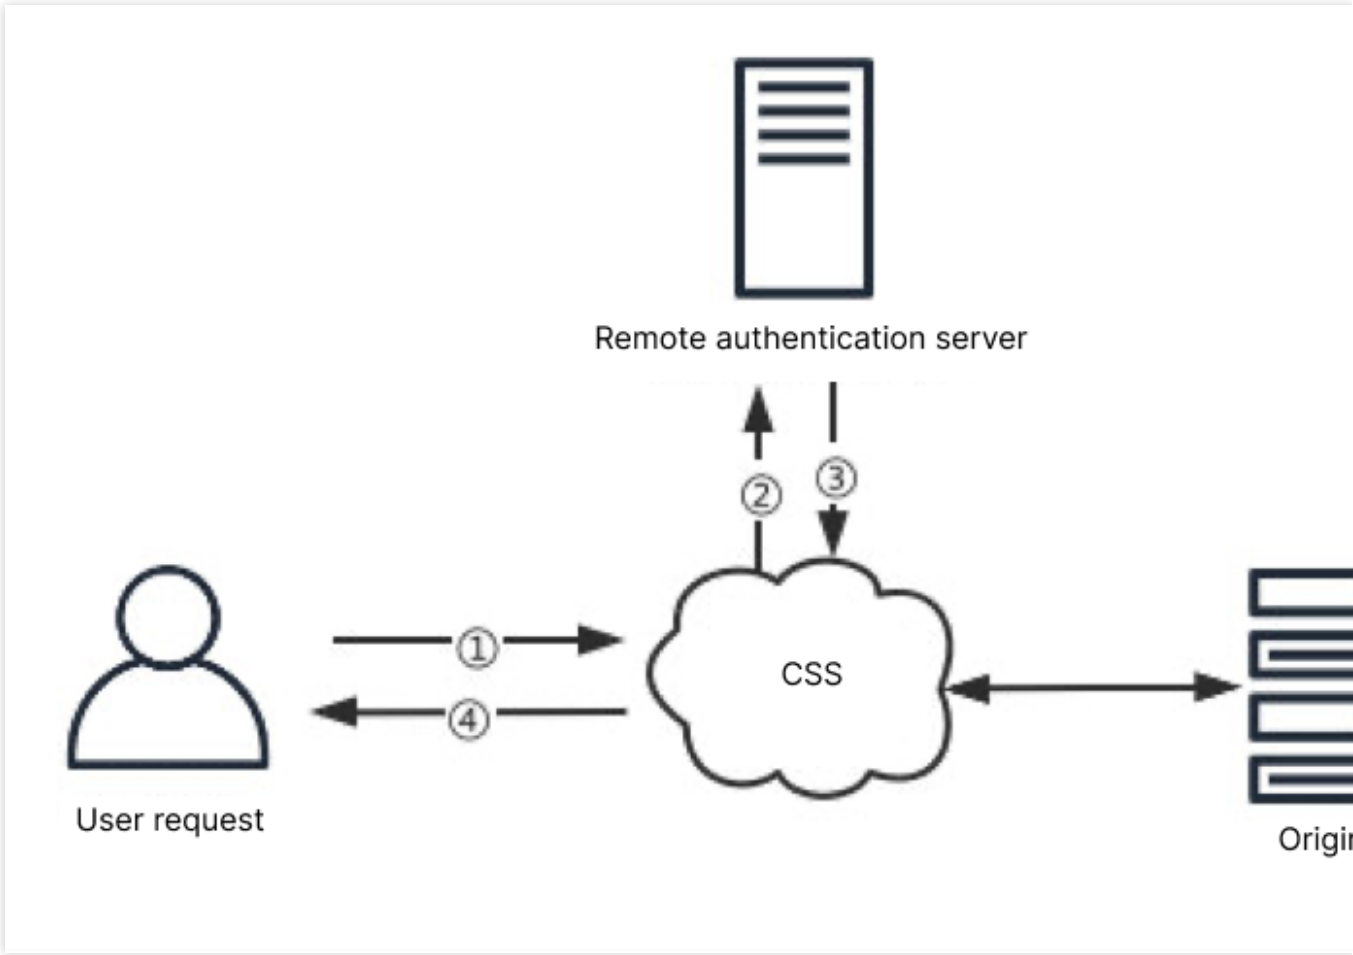 Remote authentication server
③
②
①
CSS
④
User request